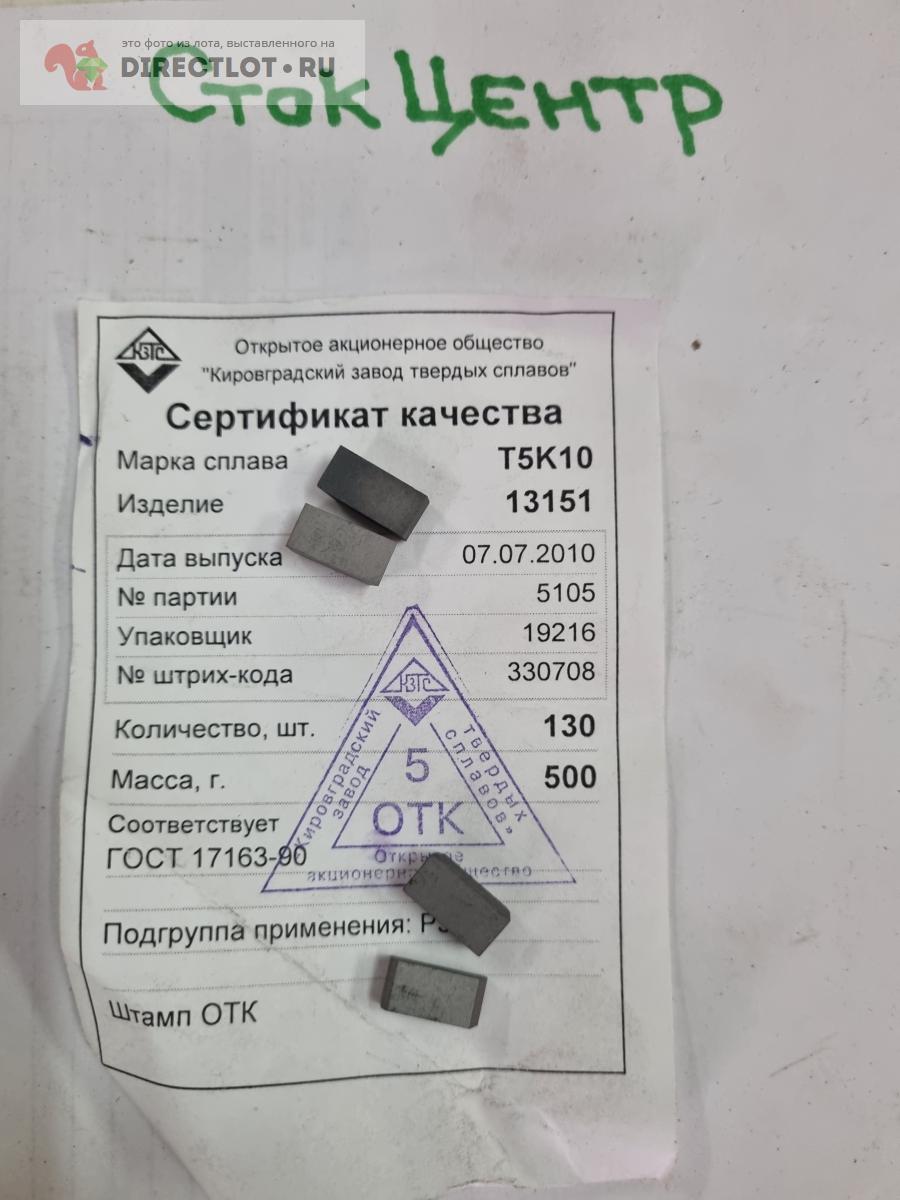 это фото из лота, выставленного на
DIRECTLOT.RU
Сток Центр
КЗТС
Открытое акционерное общество
"Кировградский завод твердых сплавов"
Сертификат качества
Марка сплава T5K10
Изделие 13151
Дата выпуска 07.07.2010
№ партии 5105
Упаковщик 19216
№ штрих-кода 330708
Количество, шт. 130
Масса, г. 500
Соответствует
ГОСТ 17163-90
Подгруппа применения:
Штамп ОТК
КЗТС
Кировградский
завод
твердых
сплавов"
5
ОТК